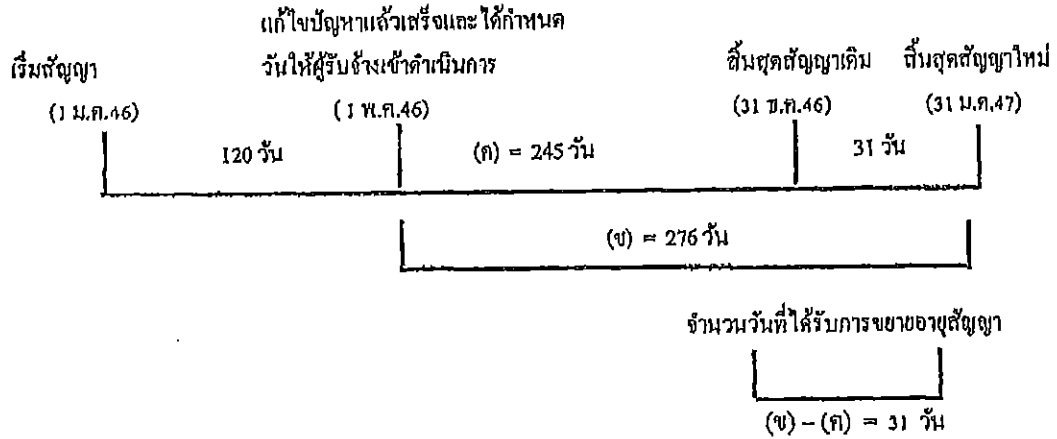 แก้ไขปัญหาแล้วเสร็จและได้กำหนด
วันให้ผู้รับจ้างเข้าดำเนินการ
เริ่มสัญญา
สิ้นสุดสัญญาเดิม
สิ้นสุดสัญญาใหม่
(1 ม.ค.46)
(1 พ.ค.46)
(31 ธ.ค.46)
(31 ม.ค.47)
120 วัน
(ค) = 245 วัน
31 วัน
(ข) = 276 วัน
จำนวนวันที่ได้รับการขยายอายุสัญญา
(ข) – (ค) = 31 วัน